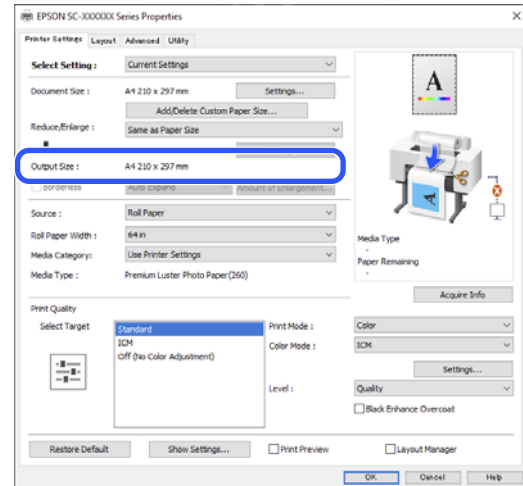 EPSON SC-XXXXXX Series Properties
Printer Settings Layout Advanced Utility
Select Setting : Current Settings
Document Size : A4 210 x 297 mm Settings...
Add/Delete Custom Paper Size...
Reduce/Enlarge : Same as Paper Size
Output Size : A4 210 x 297 mm
Borderless Auto Expand Amount of Enlargement...
Source : Roll Paper
Roll Paper Width : 64 in
Media Category: Use Printer Settings
Media Type : Premium Luster Photo Paper(260)
A
Media Type
-
Paper Remaining
-
Acquire Info
Print Quality
Select Target
Standard
ICM
Off (No Color Adjustment)
Print Mode : Color
Color Mode : ICM
Settings...
Level : Quality
Black Enhance Overcoat
Restore Default Show Settings... Print Preview Layout Manager
OK Cancel Help